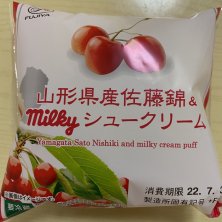 FUJIYA
山形県産佐藤錦&
milky シュークリーム
Yamagata Sato Nishiki and milky cream puff
消費期限 22.7.
製造所固有記号